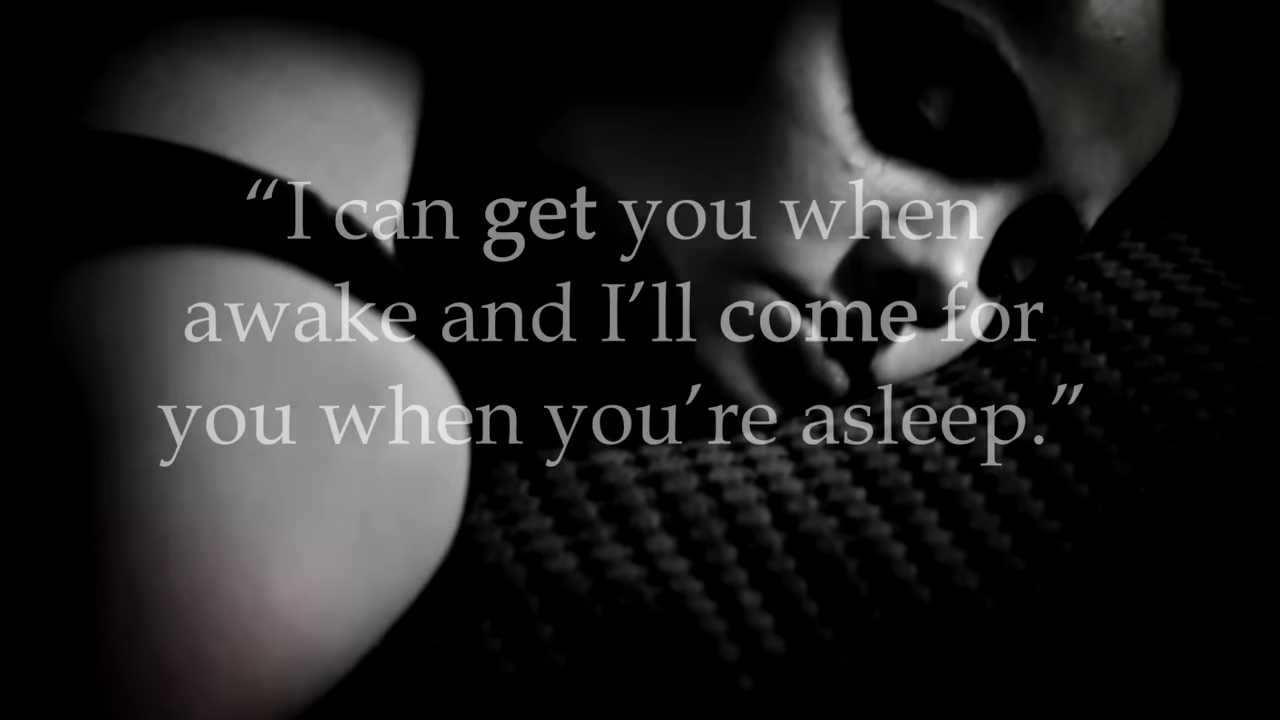 “I can get you when
awake and I’ll come for
you when you’re asleep.”